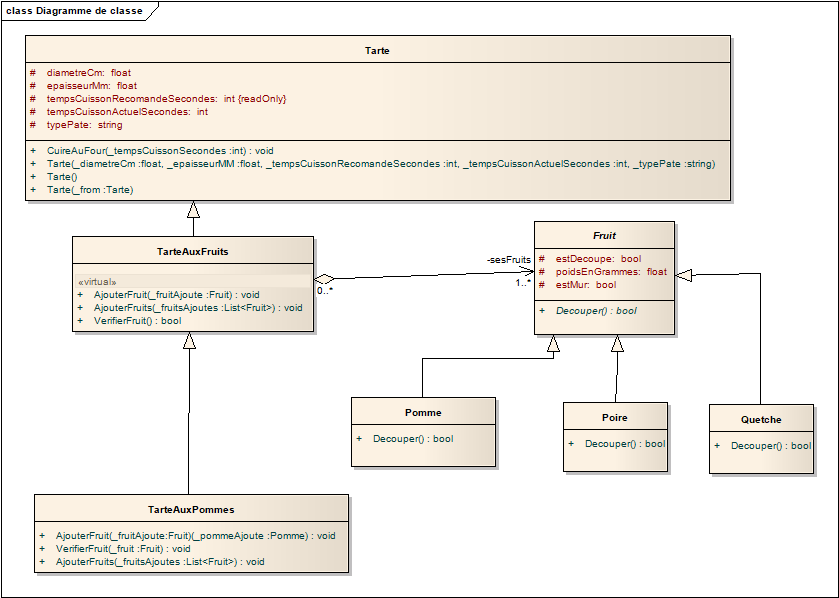 class Diagramme de classe
Tarte
# diametreCm: float
# epaisseurMm: float
# tempsCuissonRecomandeSecondes: int {readOnly}
# tempsCuissonActuelSecondes: int
# typePate: string
+ CuireAuFour(_tempsCuissonSecondes :int) : void
+ Tarte(_diametreCm :float, _epaisseurMM :float, _tempsCuissonRecomandeSecondes :int, _tempsCuissonActuelSecondes :int, _typePate :string)
+ Tarte()
+ Tarte(_from :Tarte)
TarteAuxFruits
«virtual»
+ AjouterFruit(_fruitAjoute :Fruit) : void
+ AjouterFruits(_fruitsAjoutes :List<Fruit>) : void
+ VerifierFruit() : bool
0..*
-sesFruits
1..*
Fruit
# estDecoupe: bool
# poidsEnGrammes: float
# estMur: bool
+ Decouper() : bool
Pomme
+ Decouper() : bool
Poire
+ Decouper() : bool
Quetche
+ Decouper() : bool
TarteAuxPommes
+ AjouterFruit(_fruitAjoute:Fruit)(_pommeAjoute :Pomme) : void
+ VerifierFruit(_fruit :Fruit) : void
+ AjouterFruits(_fruitsAjoutes :List<Fruit>) : void